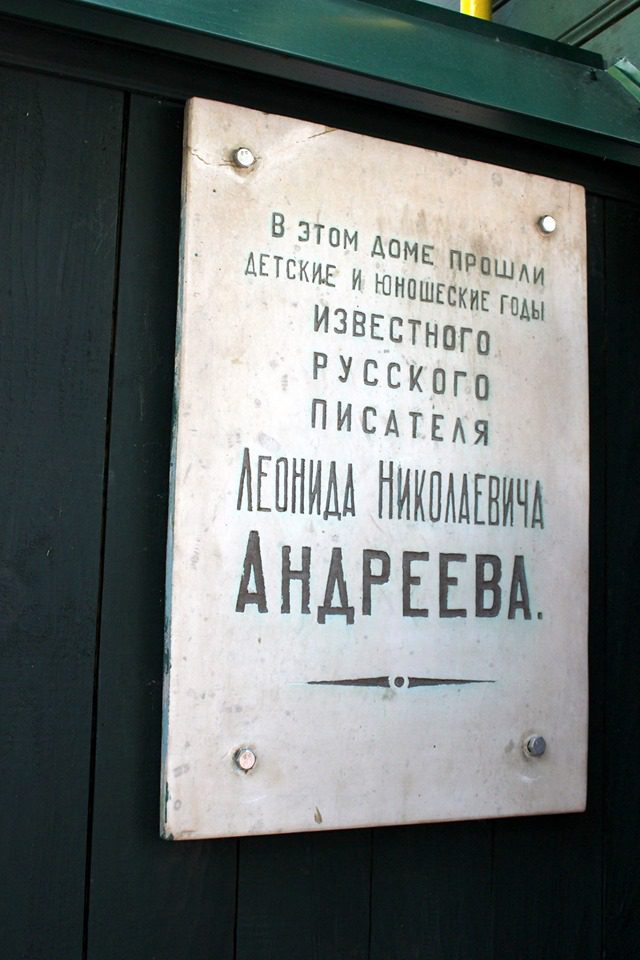 В ЭТОМ ДОМЕ ПРОШЛИ
ДЕТСКИЕ И ЮНОШЕСКИЕ ГОДЫ
ИЗВЕСТНОГО
РУССКОГО
ПИСАТЕЛЯ
ЛЕОНИДА НИКОЛАЕВИЧА
АНДРЕЕВА.